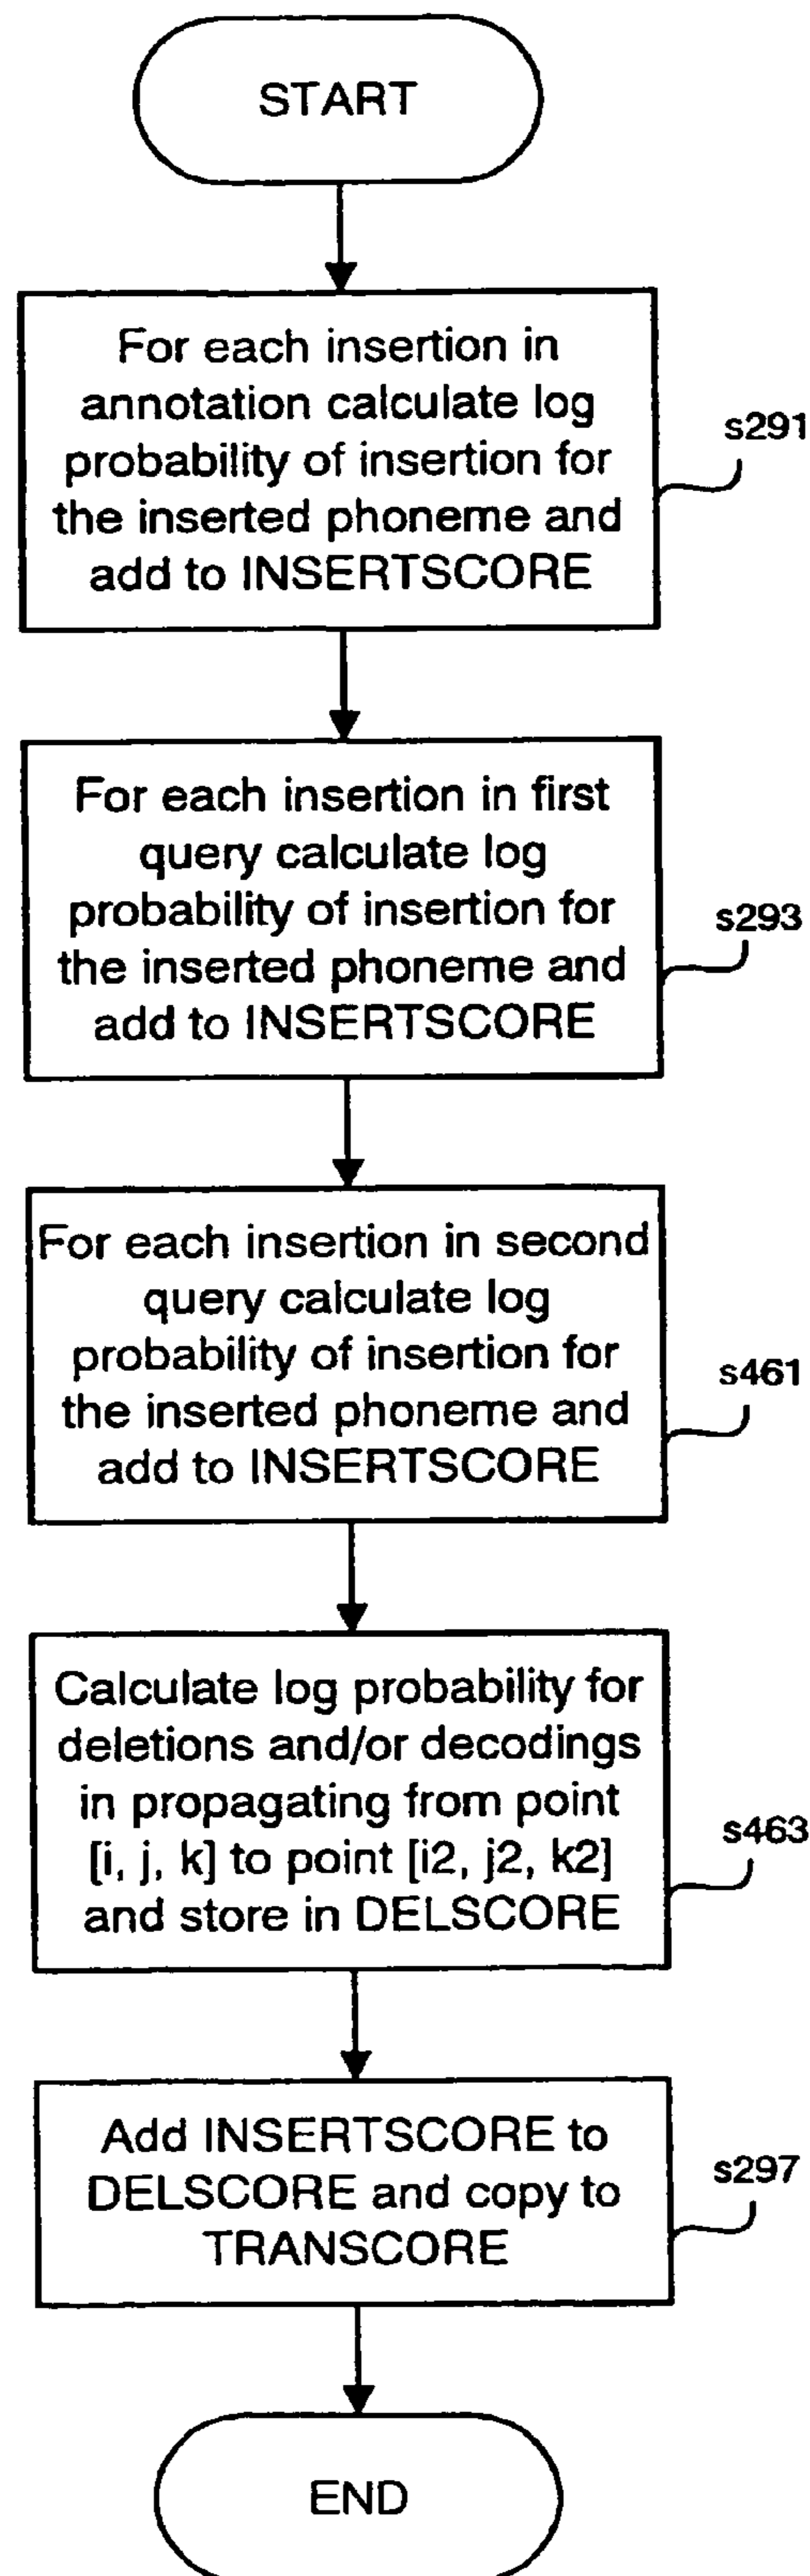 START
For each insertion in
annotation calculate log
probability of insertion for
the inserted phoneme and
add to INSERTSCORE
s291
For each insertion in first
query calculate log
probability of insertion for
the inserted phoneme and
add to INSERTSCORE
s293
For each insertion in second
query calculate log
probability of insertion for
the inserted phoneme and
add to INSERTSCORE
s461
Calculate log probability for
deletions and/or decodings
in propagating from point
[i, j, k] to point [i2, j2, k2]
and store in DELSCORE
s463
Add INSERTSCORE to
DELSCORE and copy to
TRANSCORE
s297
END